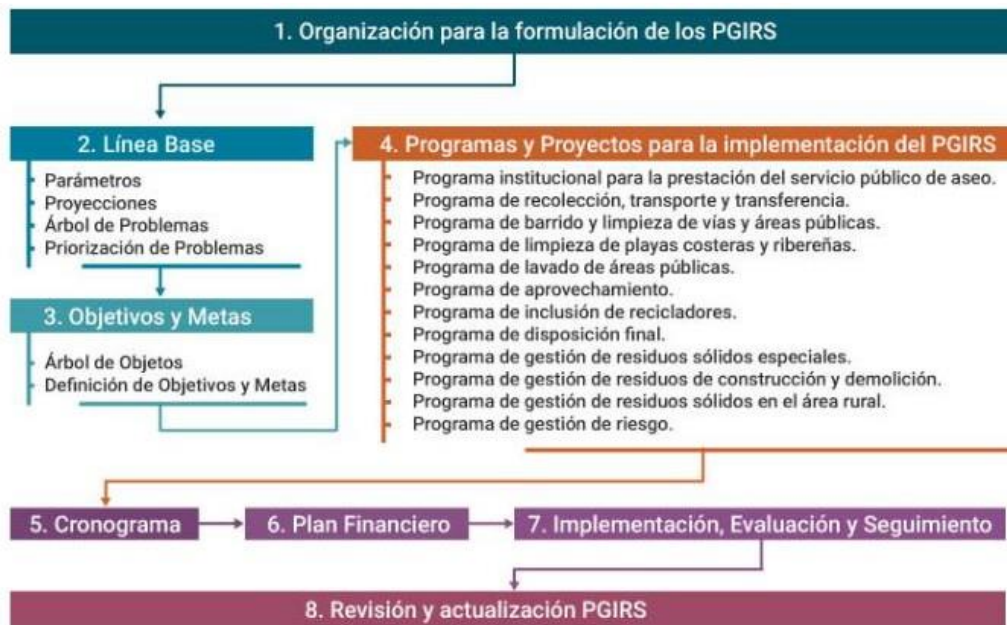 1. Organización para la formulación de los PGIRS
2. Línea Base
Parámetros
Proyecciones
Árbol de Problemas
Priorización de Problemas
3. Objetivos y Metas
Árbol de Objetos
Definición de Objetivos y Metas
4. Programas y Proyectos para la implementación del PGIRS
Programa institucional para la prestación del servicio público de aseo.
Programa de recolección, transporte y transferencia.
Programa de barrido y limpieza de vías y áreas públicas.
Programa de limpieza de playas costeras y ribereñas.
Programa de lavado de áreas públicas.
Programa de aprovechamiento.
Programa de inclusión de recicladores.
Programa de disposición final.
Programa de gestión de residuos sólidos especiales.
Programa de gestión de residuos de construcción y demolición.
Programa de gestión de residuos sólidos en el área rural.
Programa de gestión de riesgo.
5. Cronograma
6. Plan Financiero
7. Implementación, Evaluación y Seguimiento
8. Revisión y actualización PGIRS